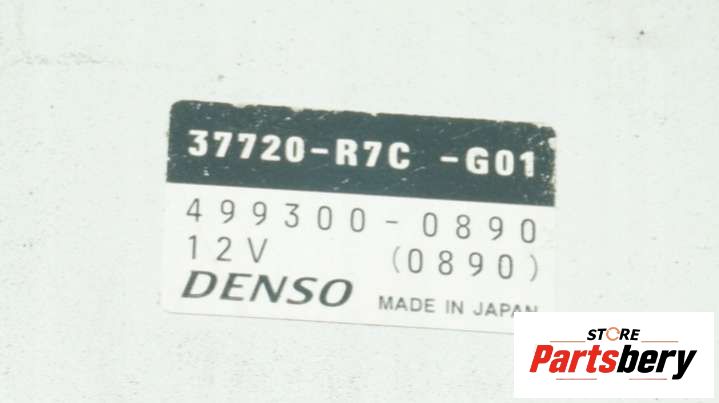 37720-R7C -G01
499300-0890
12V (0890)
DENSO MADE IN JAPAN
STORE
Partsbery